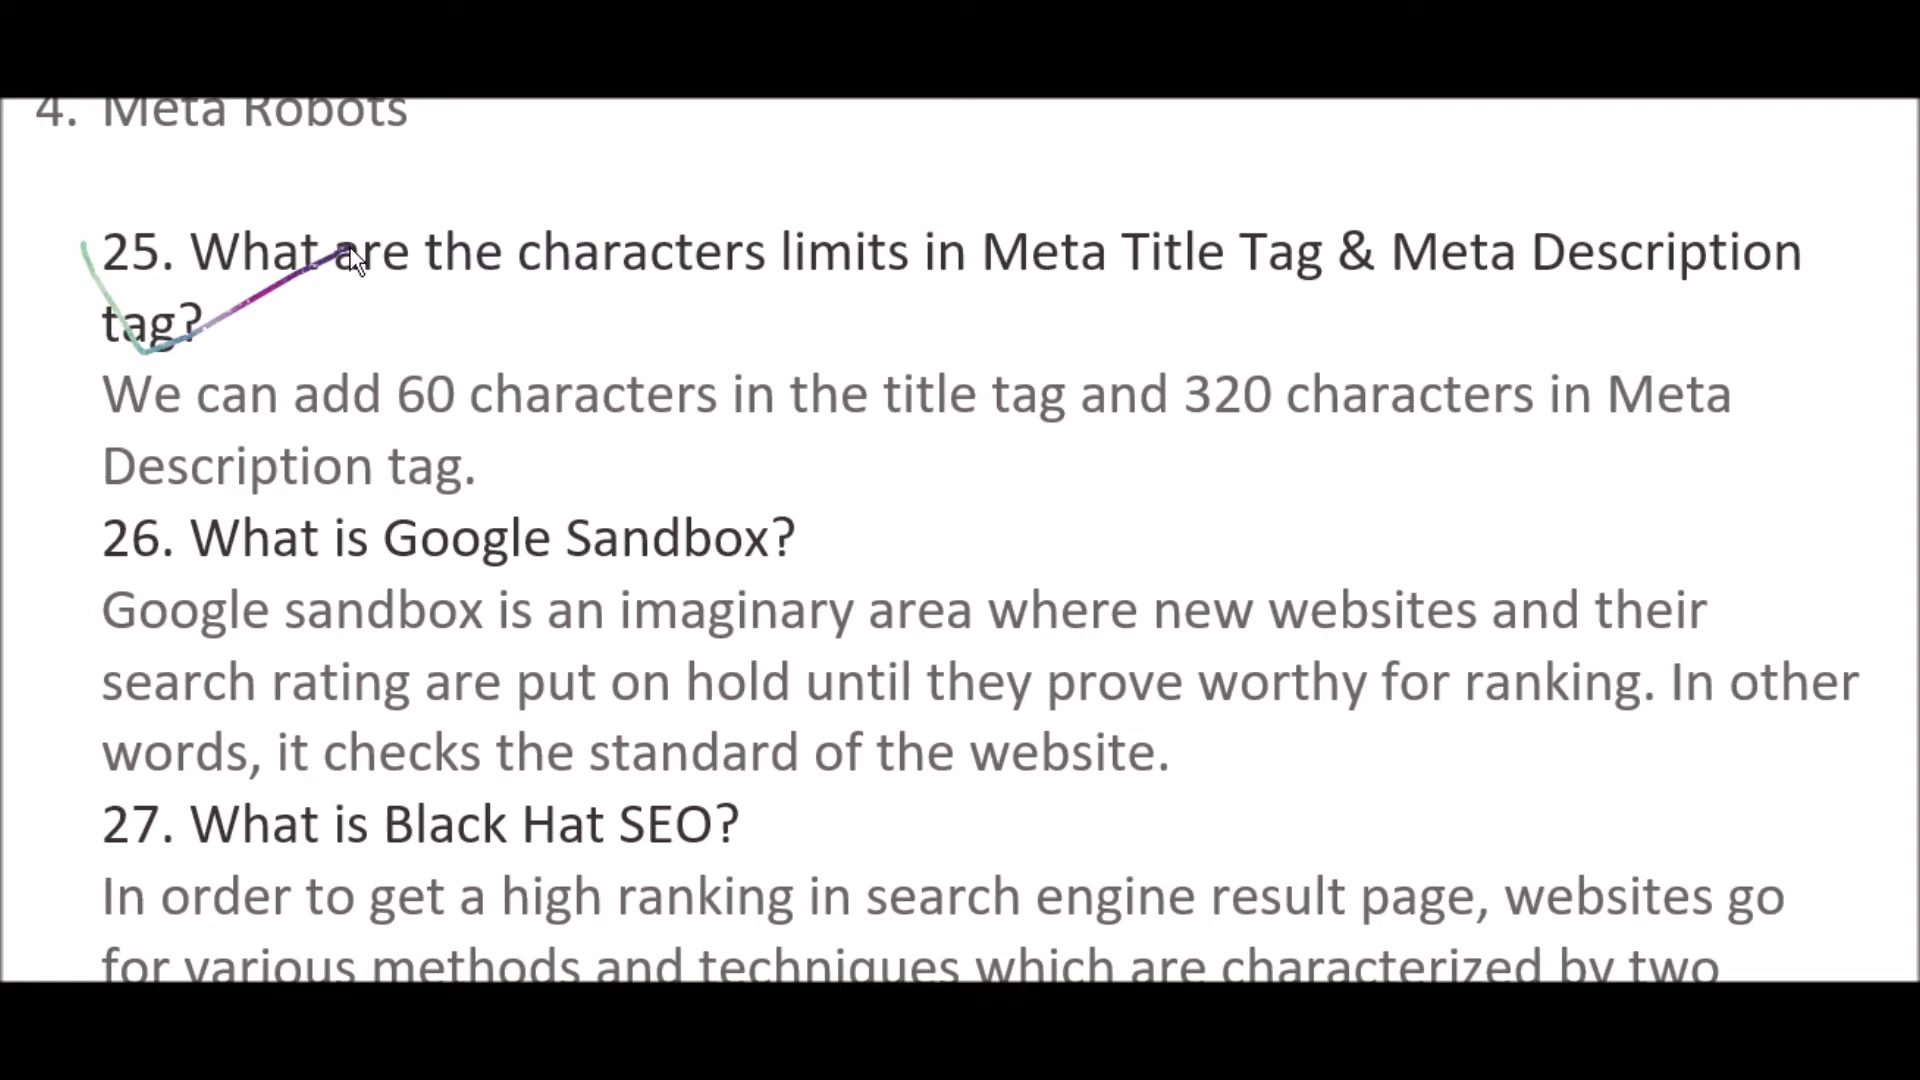 4. Meta Robots
25. What are the characters limits in Meta Title Tag & Meta Description
tag?
We can add 60 characters in the title tag and 320 characters in Meta
Description tag.
26. What is Google Sandbox?
Google sandbox is an imaginary area where new websites and their
search rating are put on hold until they prove worthy for ranking. In other
words, it checks the standard of the website.
27. What is Black Hat SEO?
In order to get a high ranking in search engine result page, websites go
for various methods and techniques which are characterized by two